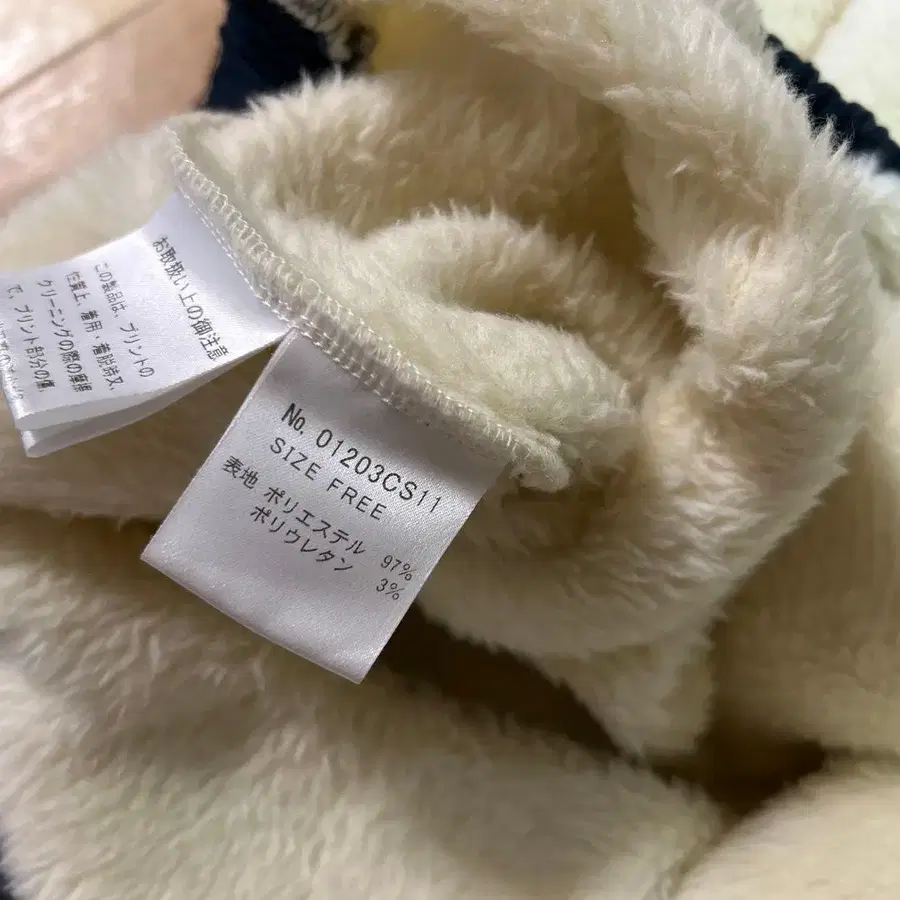 お取扱い上の御注意
この製品は、プリントの
性質上、着用・着脱時又、
クリーニングの際の摩擦
で、プリント部分の傷、
№ 01203CS11
SIZE FREE
表地 ポリエステル 97%
ポリウレタン 3%